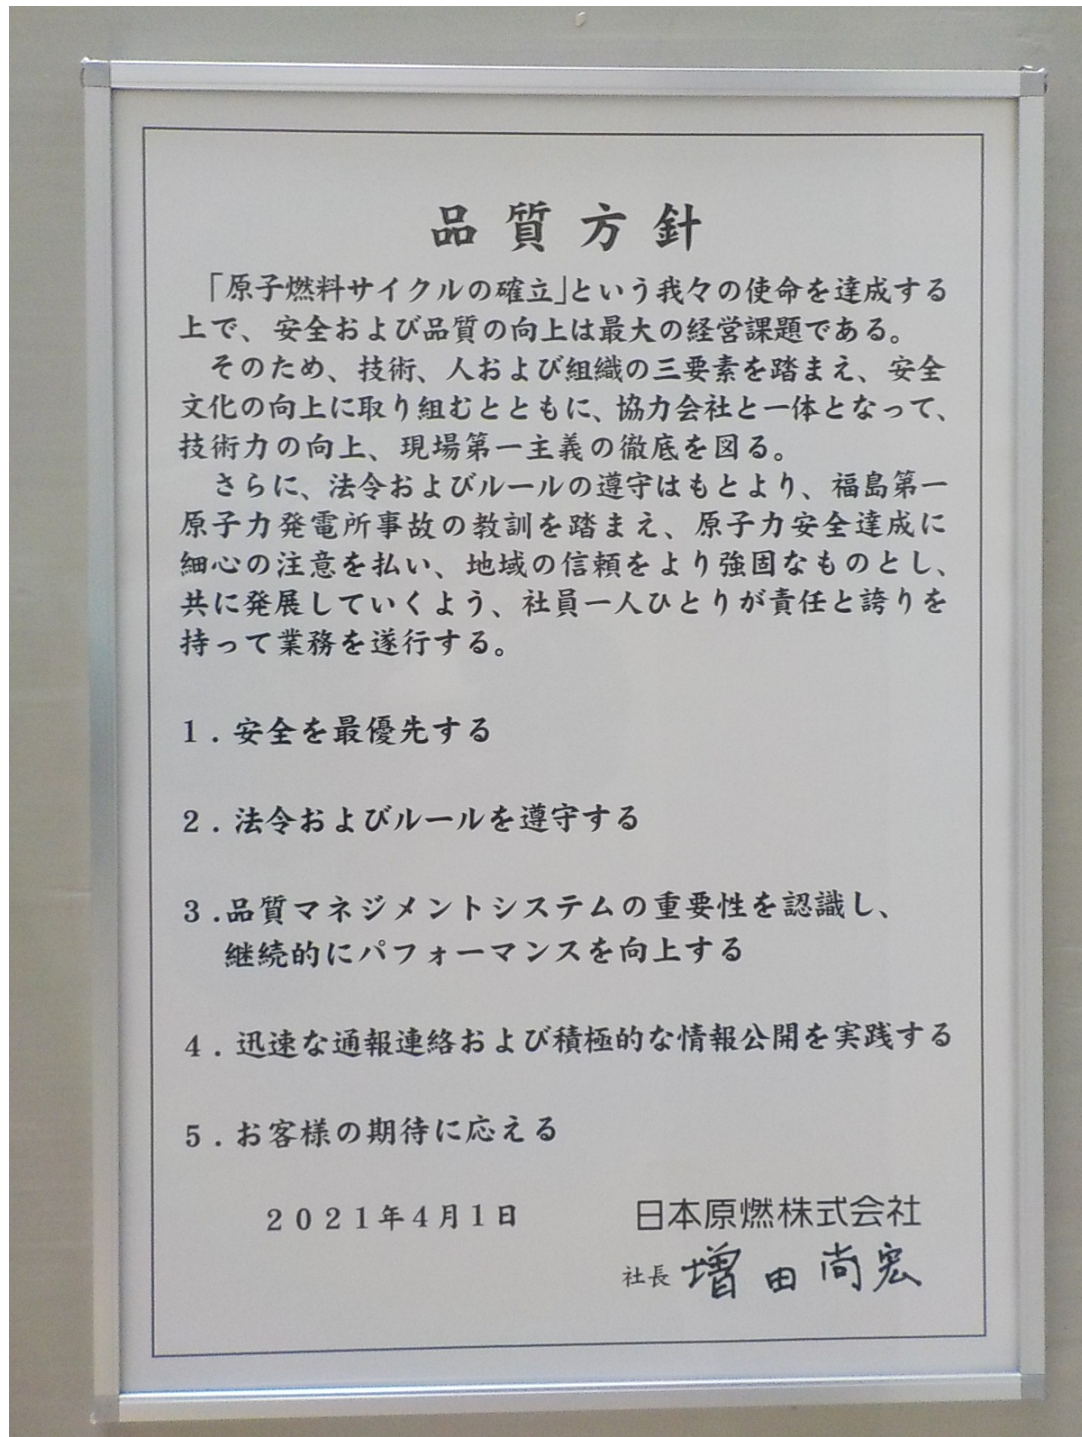 品質方針
「原子燃料サイクルの確立」という我々の使命を達成する
上で、安全および品質の向上は最大の経営課題である。
そのため、技術、人および組織の三要素を踏まえ、安全
文化の向上に取り組むとともに、協力会社と一体となって、
技術力の向上、現場第一主義の徹底を図る。
さらに、法令およびルールの遵守はもとより、福島第一
原子力発電所事故の教訓を踏まえ、原子力安全達成に
細心の注意を払い、地域の信頼をより強固なものとし、
共に発展していくよう、社員一人ひとりが責任と誇りを
持って業務を遂行する。
1．安全を最優先する
2．法令およびルールを遵守する
3．品質マネジメントシステムの重要性を認識し、
継続的にパフォーマンスを向上する
4．迅速な通報連絡および積極的な情報公開を実践する
5．お客様の期待に応える
2021年4月1日 日本原燃株式会社
社長 増田尚宏